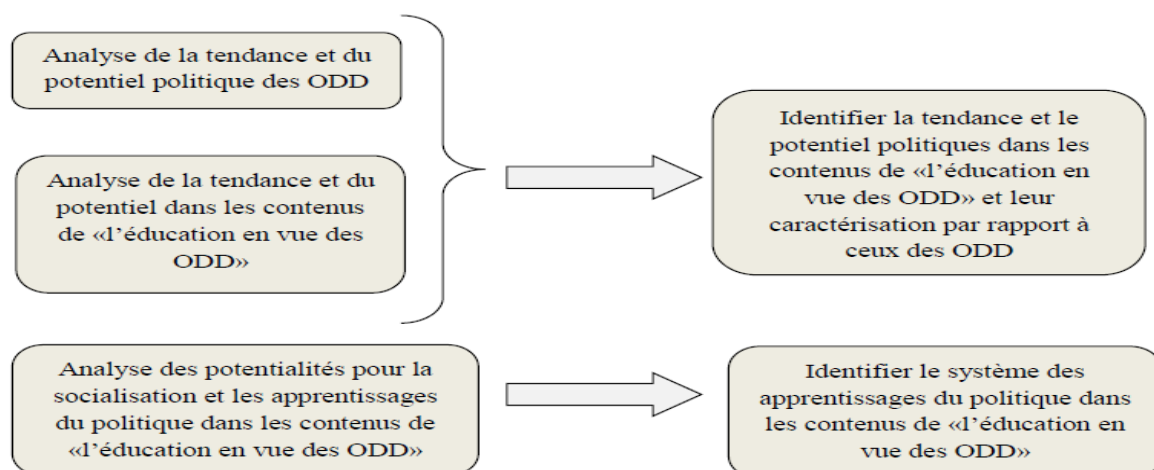 Analyse de la tendance et du
potentiel politique des ODD
Analyse de la tendance et du
potentiel dans les contenus
de «l’éducation en vue des
ODD»
Identifier la tendance et le
potentiel politiques dans les
contenus de «l’éducation en
vue des ODD» et leur
caractérisation par rapport à
ceux des ODD
Analyse des potentialités pour la
socialisation et les apprentissages
du politique dans les contenus de
«l’éducation en vue des ODD»
Identifier le système des
apprentissages du politique dans
les contenus de «l’éducation en
vue des ODD»